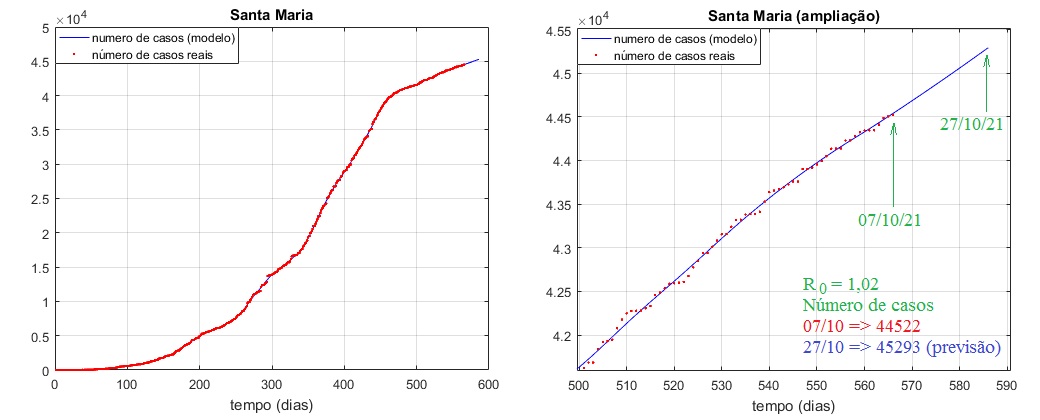 Santa Maria
×10⁴
numero de casos (modelo)
número de casos reais
5
4.5
4
3.5
3
2.5
2
1.5
1
0.5
0
0 100 200 300 400 500 600
tempo (dias)
Santa Maria (ampliação)
×10⁴
numero de casos (modelo)
número de casos reais
4.55
4.5
4.45
4.4
4.35
4.3
4.25
4.2
27/10/21
07/10/21
R₀ = 1,02
Número de casos
07/10 => 44522
27/10 => 45293 (previsão)
500 510 520 530 540 550 560 570 580 590
tempo (dias)